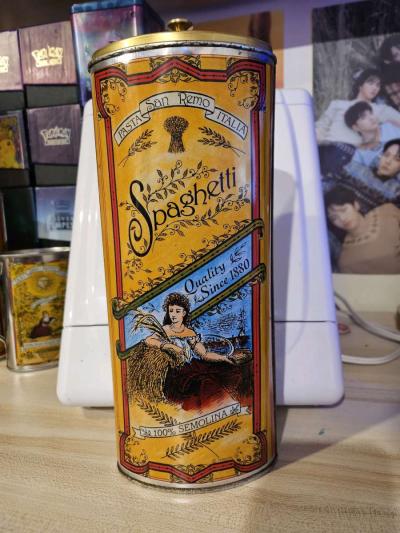 PASTA San Remo ITALIA
Spaghetti
Quality
Since 1880
100% SEMOLINA